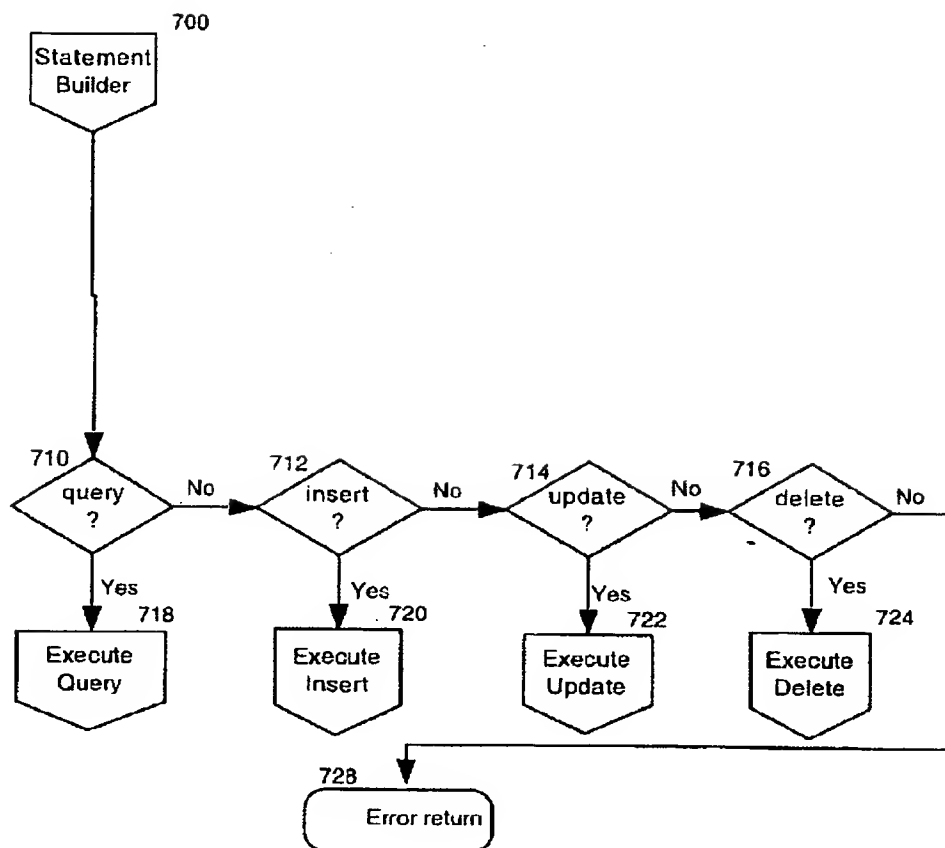 700
Statement
Builder
710
query
?
No
712
insert
?
No
714
update
?
No
716
delete
?
No
Yes
718
Execute
Query
Yes
720
Execute
Insert
Yes
722
Execute
Update
Yes
724
Execute
Delete
728
Error return